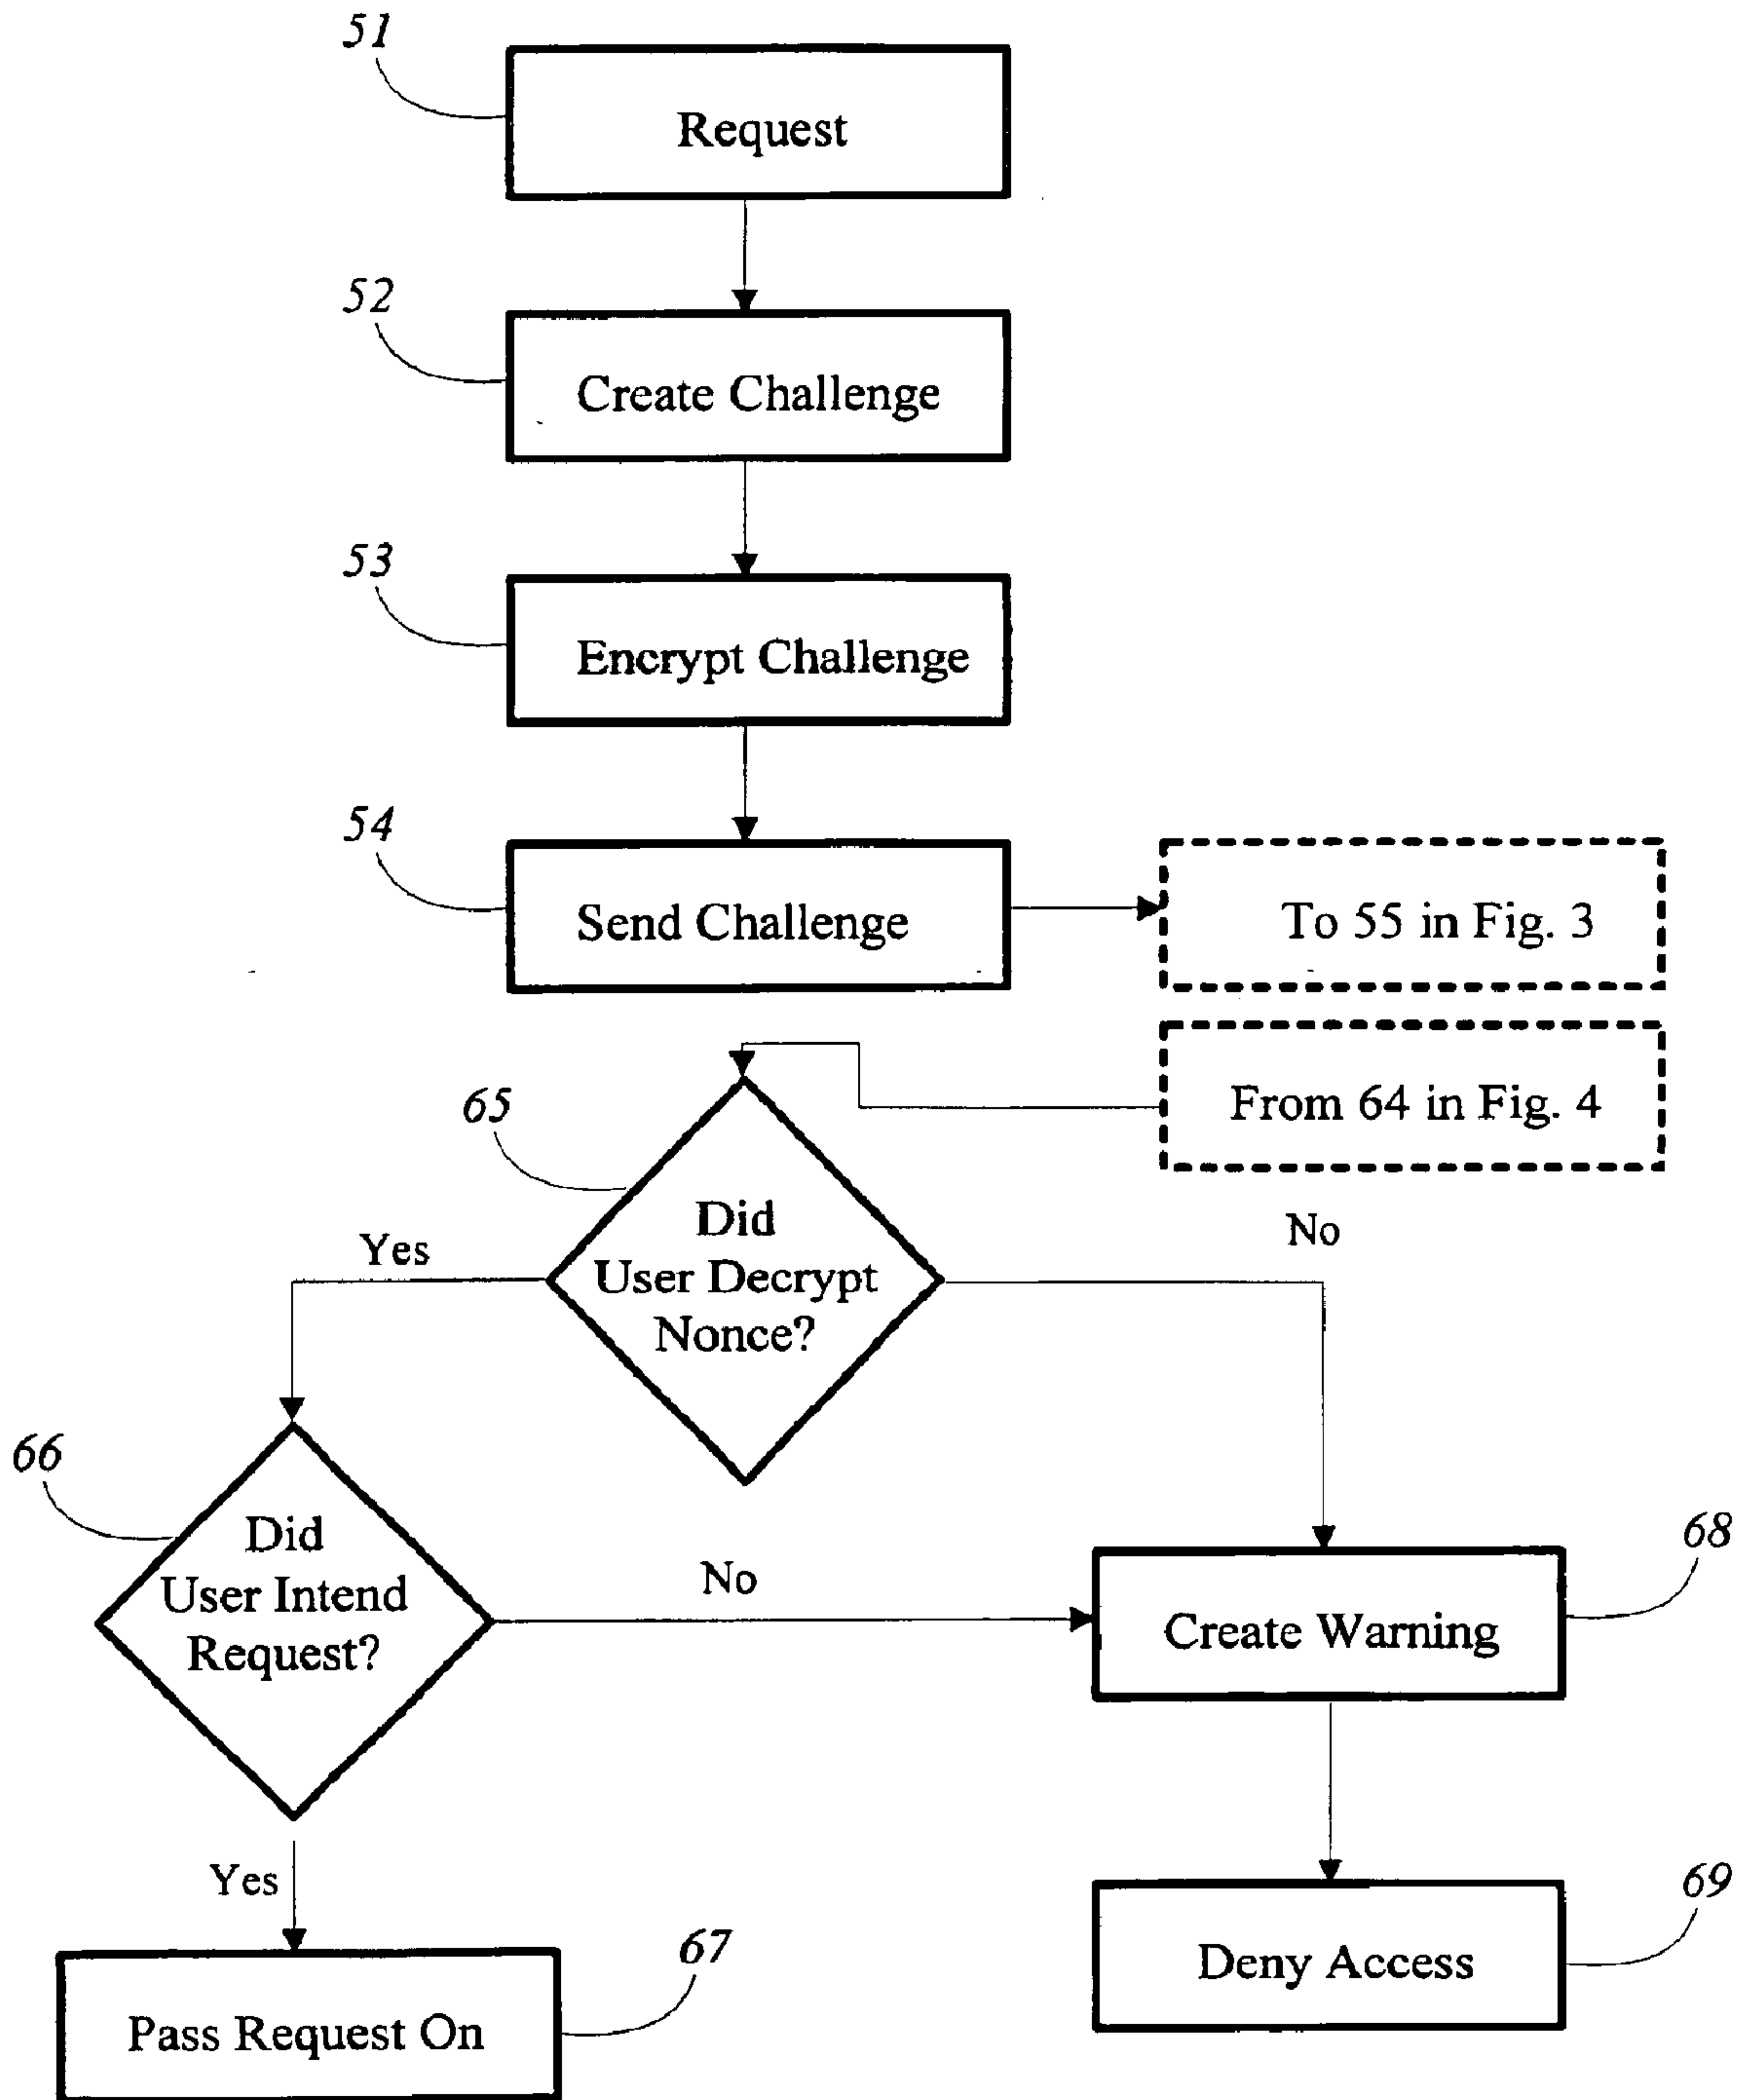 51
Request
52
Create Challenge
53
Encrypt Challenge
54
Send Challenge
To 55 in Fig. 3
From 64 in Fig. 4
65
Did
User Decrypt
Nonce?
Yes
No
66
Did
User Intend
Request?
No
68
Create Warning
Yes
69
Deny Access
67
Pass Request On